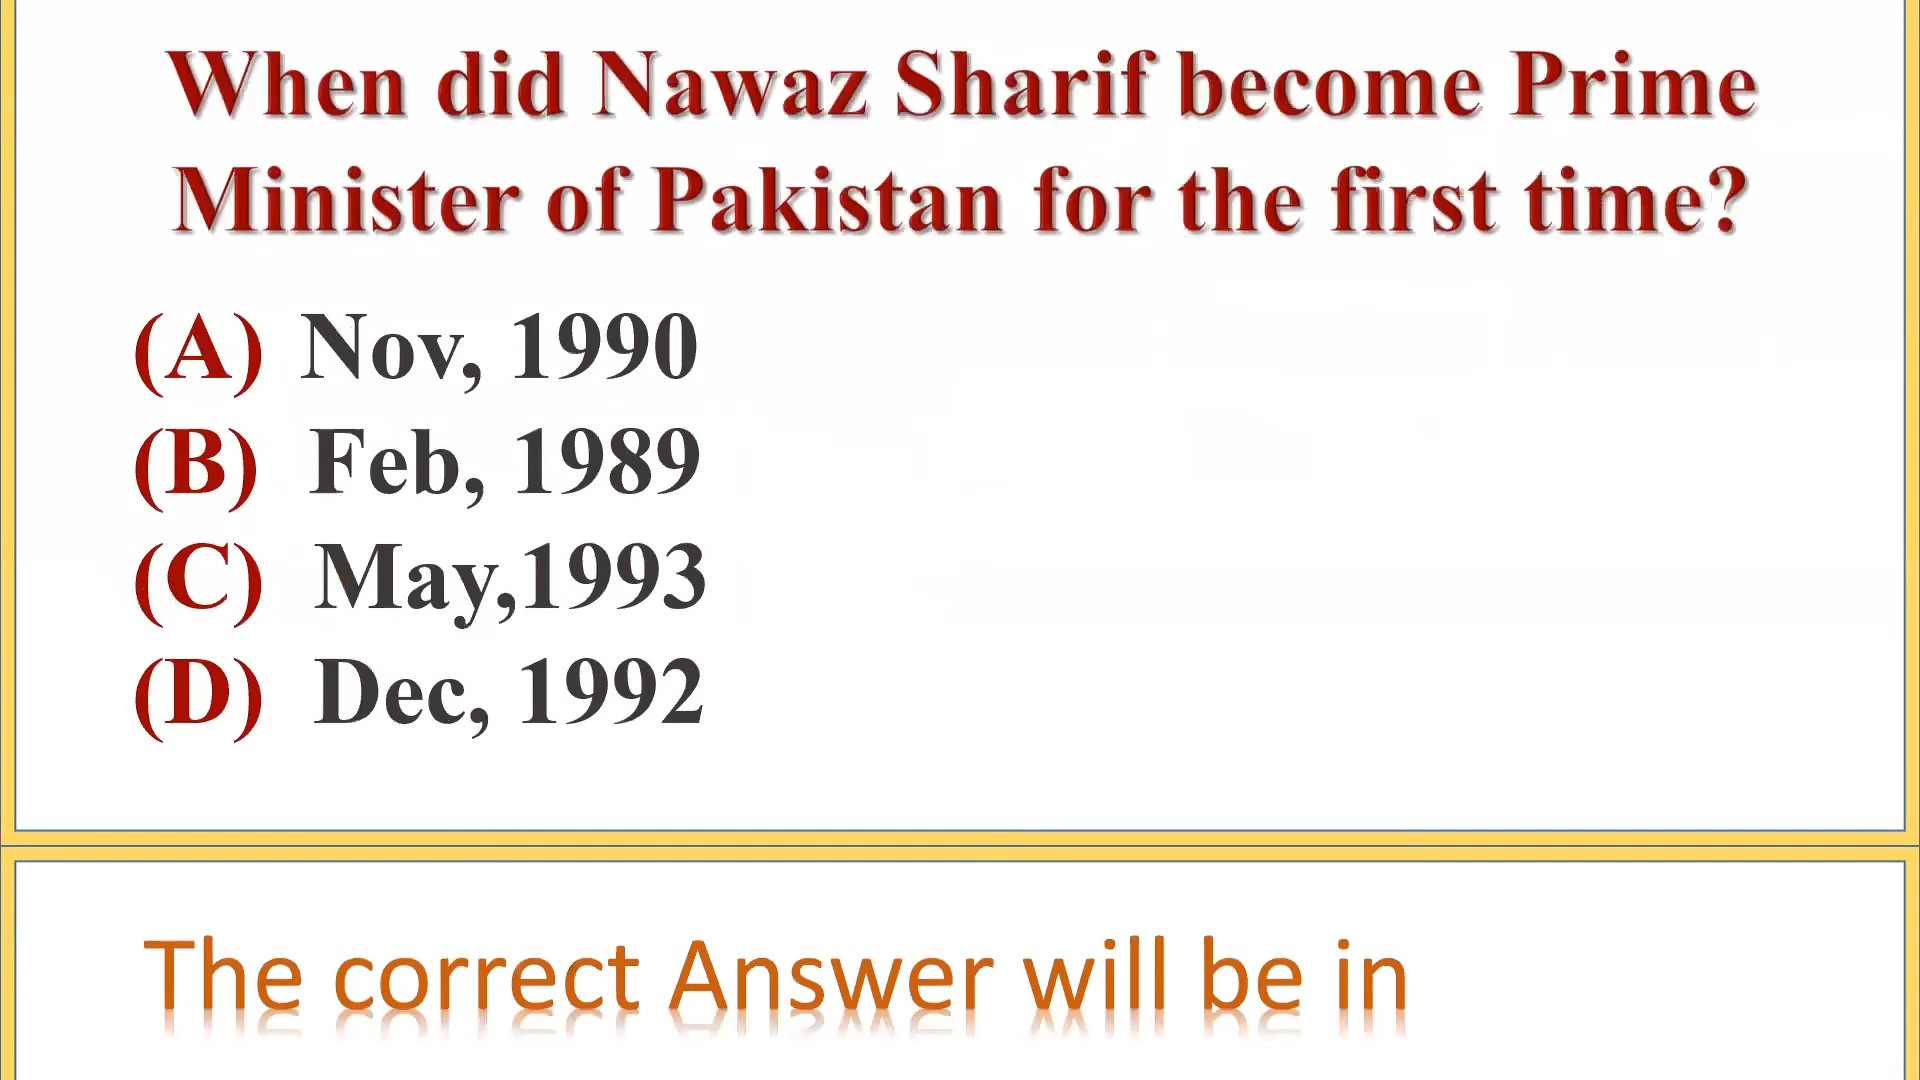 When did Nawaz Sharif become Prime
Minister of Pakistan for the first time?
(A) Nov, 1990
(B) Feb, 1989
(C) May,1993
(D) Dec, 1992
The correct Answer will be in